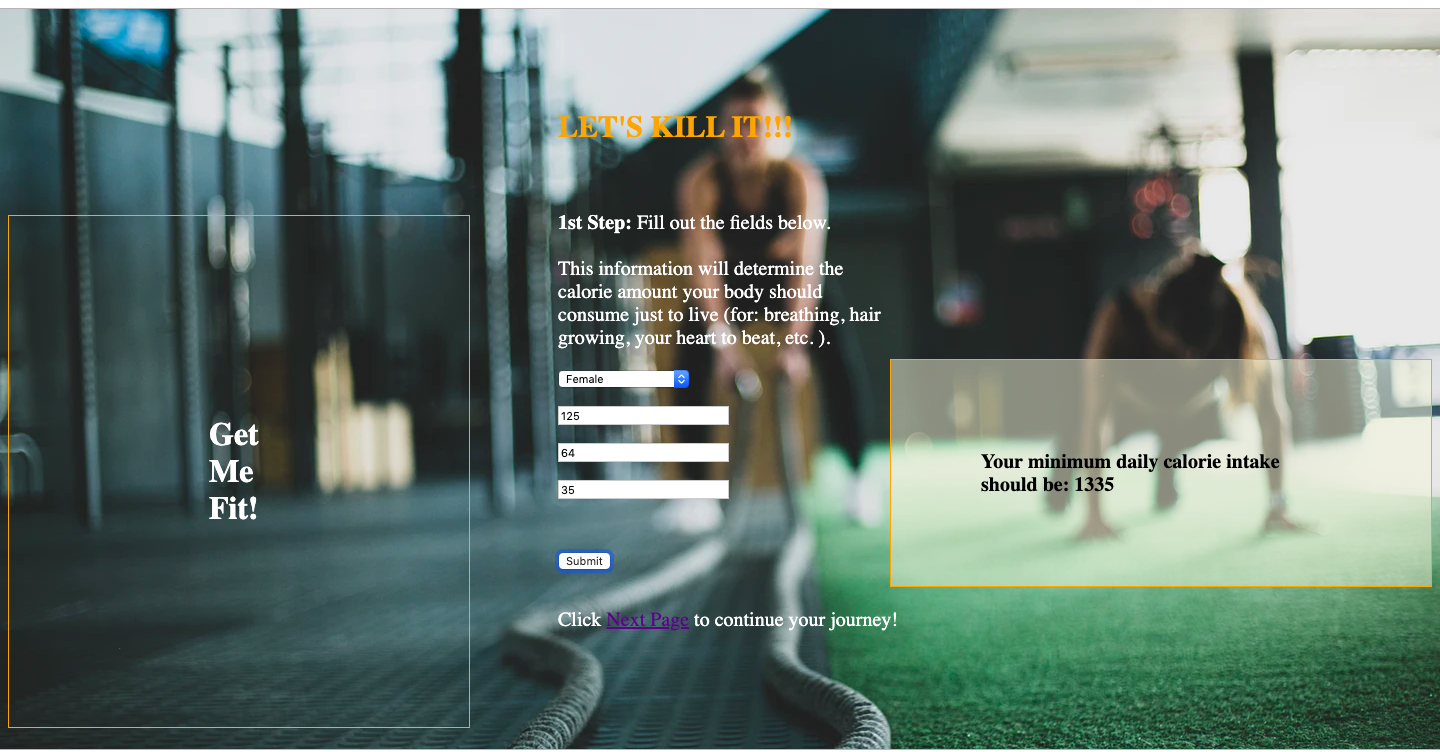 LET'S KILL IT!!!
Get
Me
Fit!
1st Step: Fill out the fields below.
This information will determine the
calorie amount your body should
consume just to live (for: breathing, hair
growing, your heart to beat, etc. ).
Female
125
64
35
Submit
Click Next Page to continue your journey!
Your minimum daily calorie intake
should be: 1335